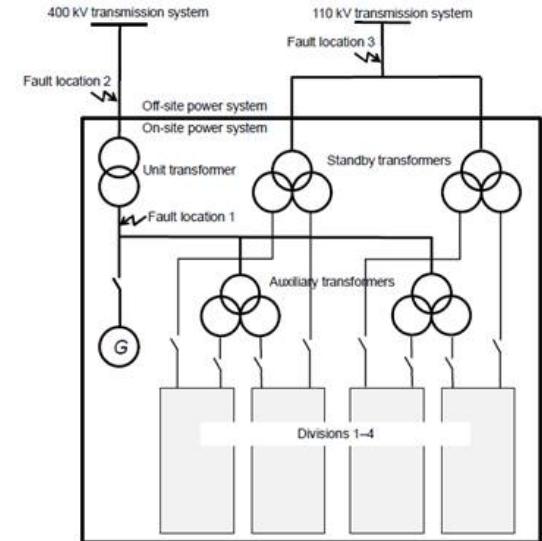 400 kV transmission system
110 kV transmission system
Fault location 3
Fault location 2
Off-site power system
On-site power system
Unit transformer
Standby transformers
Fault location 1
Auxiliary transformers
G
Divisions 1–4